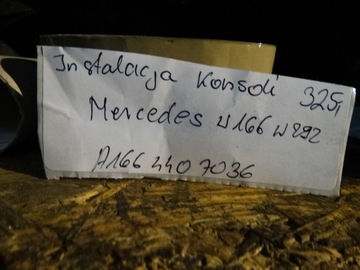 Instalacja Konsoli 325,
Mercedes W166 W292
A166 440 7036